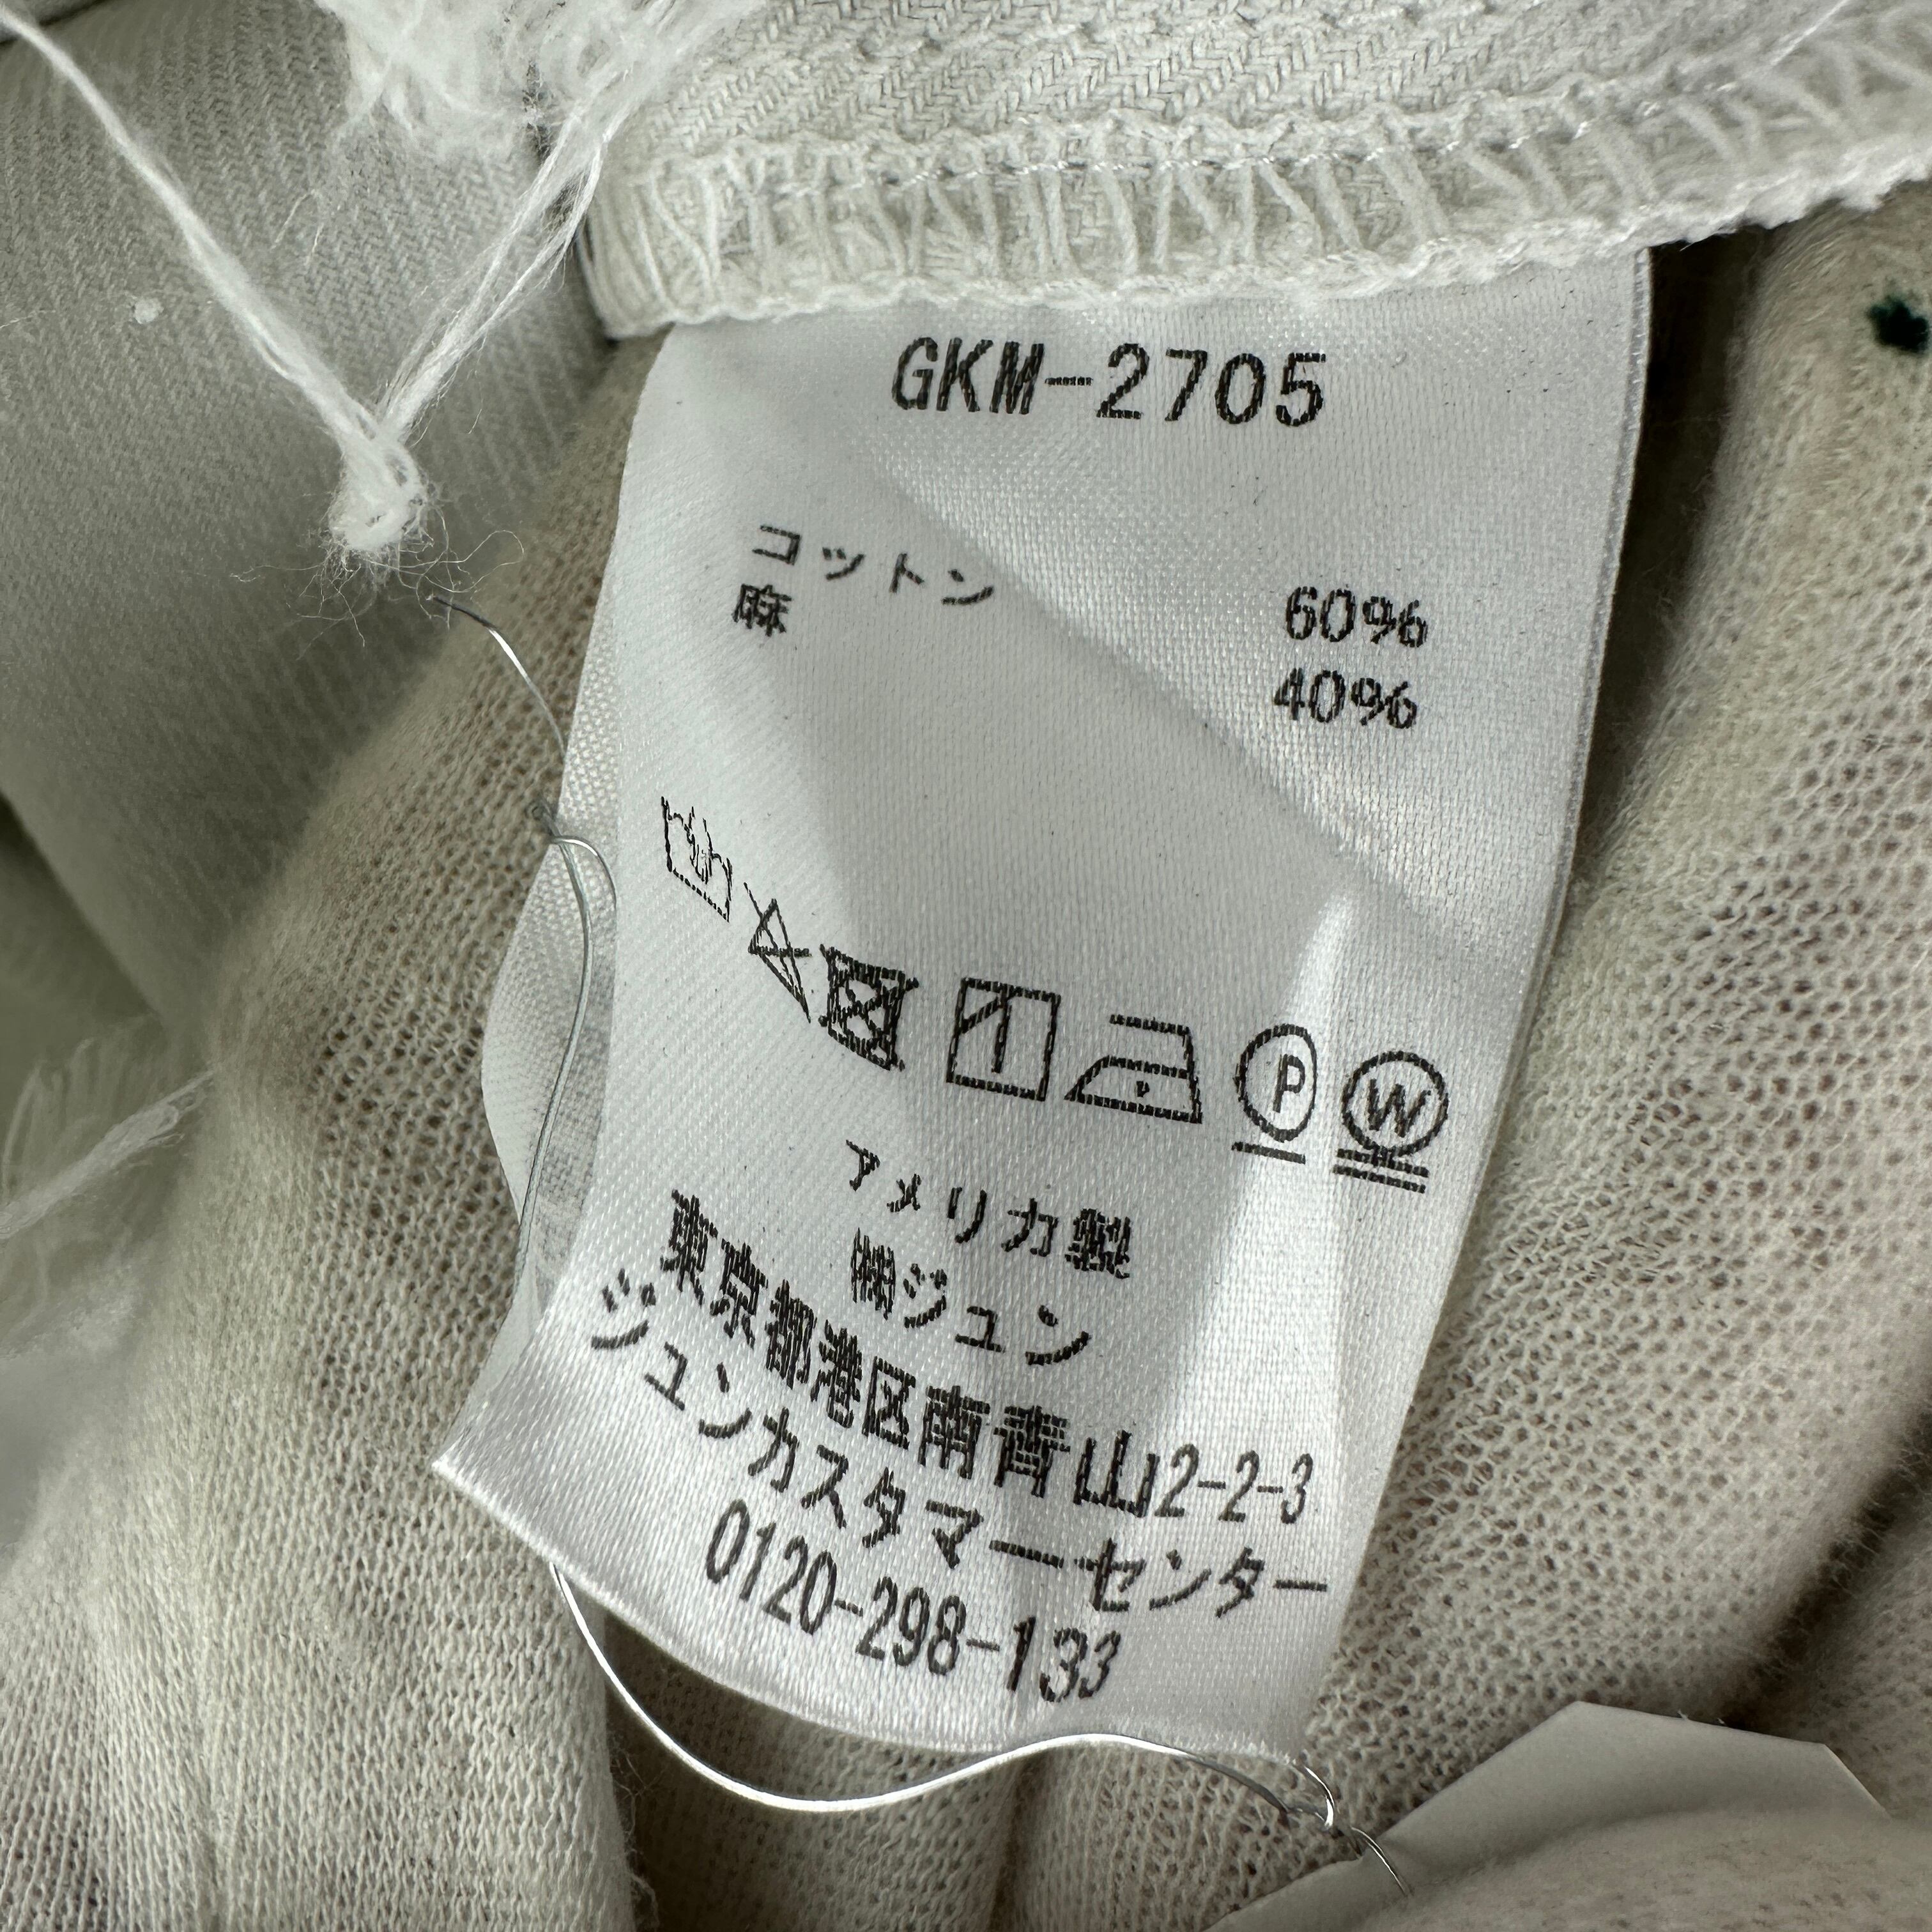 GKM-2705
コットン 60%
麻 40%
P W
アメリカ製
㈱ジュン
東京都港区南青山2-2-3
ジュンカスタマーセンター
0120-298-133